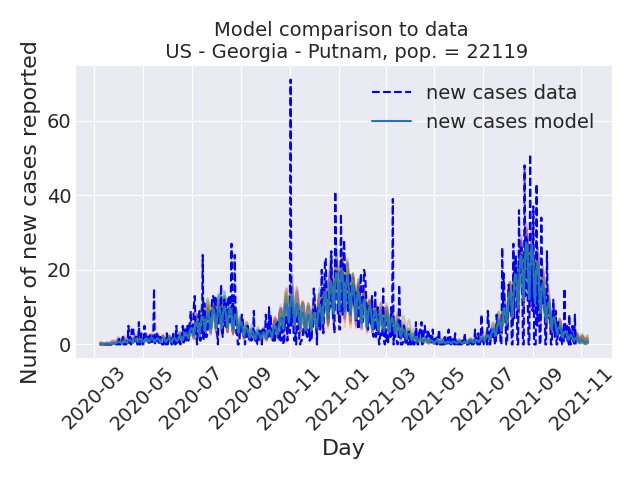 Model comparison to data
US - Georgia - Putnam, pop. = 22119
Number of new cases reported
60
40
20
0
new cases data
new cases model
2020-03
2020-05
2020-07
2020-09
2020-11
2021-01
2021-03
2021-05
2021-07
2021-09
2021-11
Day